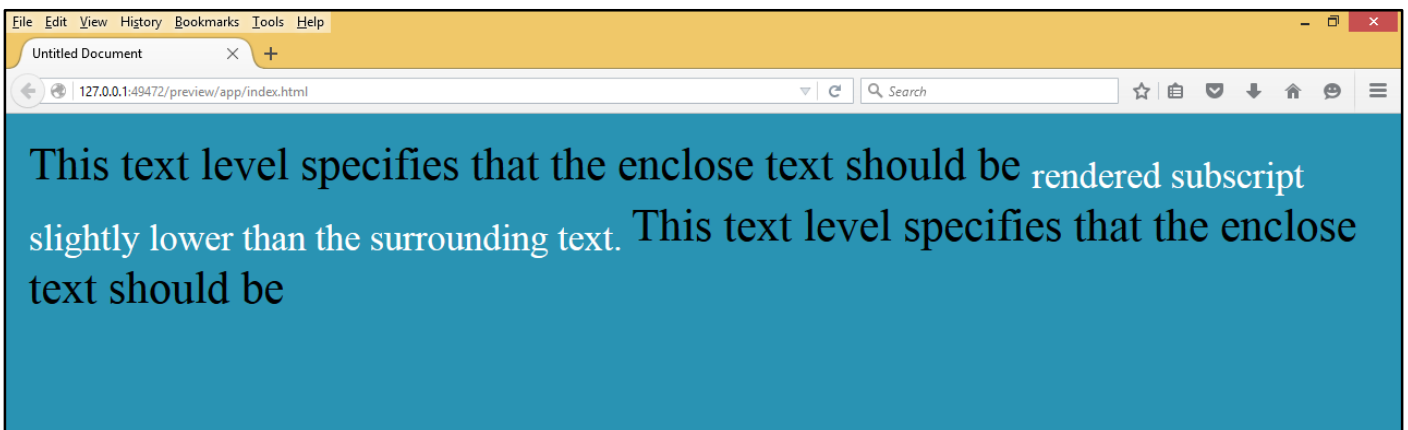 File Edit View History Bookmarks Tools Help
Untitled Document
127.0.0.1:49472/preview/app/index.html Search
This text level specifies that the enclose text should be rendered subscript
slightly lower than the surrounding text. This text level specifies that the enclose
text should be